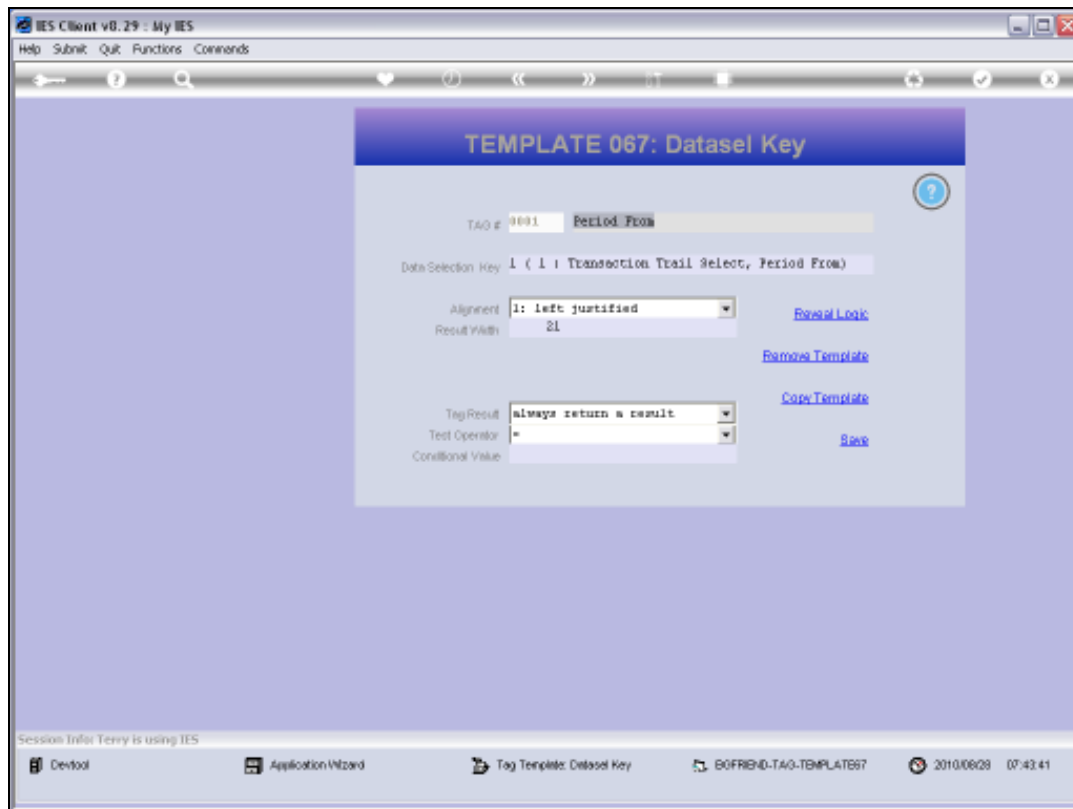 IES Client v8.29 : My IES
Help Submit Quit Functions Commands
TEMPLATE 067: Datasel Key
TAG # 0001 Period From
Data Selection Key 1 ( 1 : Transaction Trail Select, Period From)
Alignment 1: left justified
Reveal Logic
Result Width 21
Remove Template
Copy Template
Tag Result always return a result
Test Operator =
Save
Conditional Value
Session Info: Terry is using IES
Devtool Application Wizard Tag Template: Datasel Key BOFREND-TAG-TEMPLATE67 2010/08/28 07:43:41